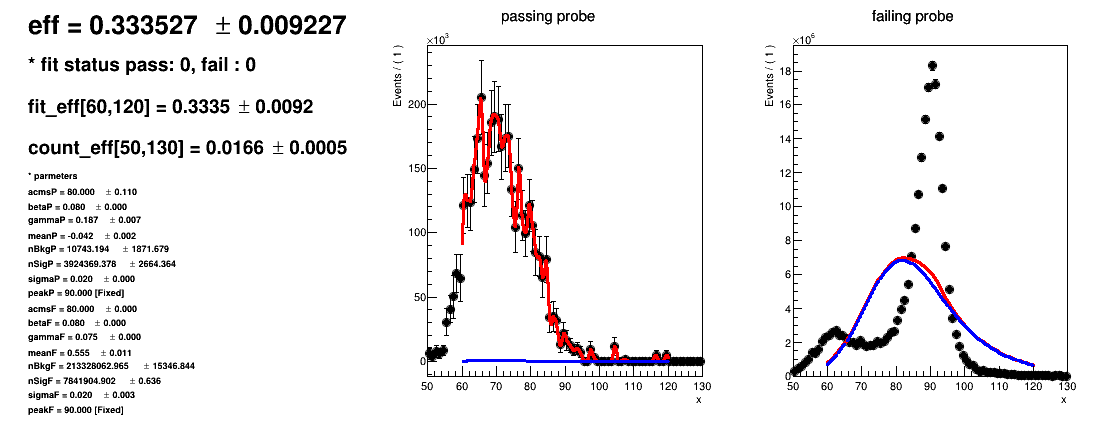 eff = 0.333527 ± 0.009227
* fit status pass: 0, fail : 0
fit_eff[60,120] = 0.3335 ± 0.0092
count_eff[50,130] = 0.0166 ± 0.0005
* parmeters
acmsP = 80.000 ± 0.110
betaP = 0.080 ± 0.000
gammaP = 0.187 ± 0.007
meanP = -0.042 ± 0.002
nBkgP = 10743.194 ± 1871.679
nSigP = 3924369.378 ± 2664.364
sigmaP = 0.020 ± 0.000
peakP = 90.000 [Fixed]
acmsF = 80.000 ± 0.000
betaF = 0.080 ± 0.000
gammaF = 0.075 ± 0.000
meanF = 0.555 ± 0.011
nBkgF = 213328062.965 ± 15346.844
nSigF = 7841904.902 ± 0.636
sigmaF = 0.020 ± 0.003
peakF = 90.000 [Fixed]
passing probe
×10³
Events / ( 1 )
200
150
100
50
0
50 60 70 80 90 100 110 120 130
x
failing probe
×10⁶
Events / ( 1 )
18
16
14
12
10
8
6
4
2
0
50 60 70 80 90 100 110 120 130
x